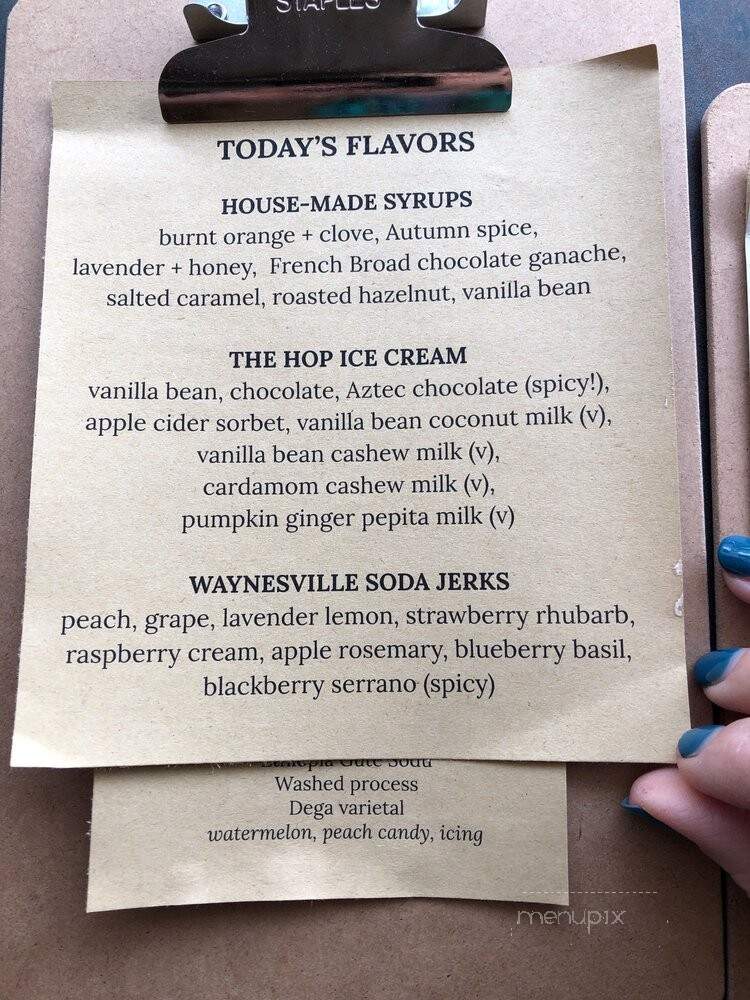 STAPLES
TODAY'S FLAVORS
HOUSE-MADE SYRUPS
burnt orange + clove, Autumn spice,
lavender + honey, French Broad chocolate ganache,
salted caramel, roasted hazelnut, vanilla bean
THE HOP ICE CREAM
vanilla bean, chocolate, Aztec chocolate (spicy!),
apple cider sorbet, vanilla bean coconut milk (v),
vanilla bean cashew milk (v),
cardamom cashew milk (v),
pumpkin ginger pepita milk (v)
WAYNESVILLE SODA JERKS
peach, grape, lavender lemon, strawberry rhubarb,
raspberry cream, apple rosemary, blueberry basil,
blackberry serrano (spicy)
Ethiopia Gute Sodu
Washed process
Dega varietal
watermelon, peach candy, icing
menupix